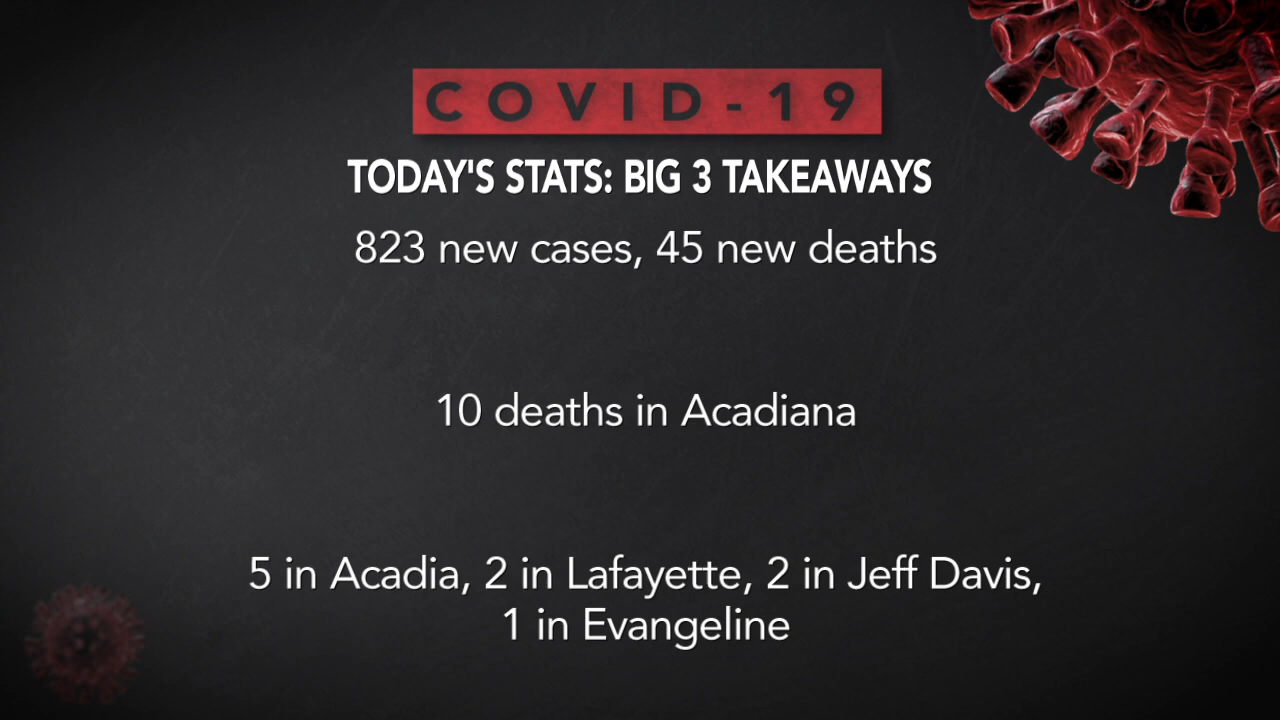 COVID-19
TODAY'S STATS: BIG 3 TAKEAWAYS
823 new cases, 45 new deaths
10 deaths in Acadiana
5 in Acadia, 2 in Lafayette, 2 in Jeff Davis,
1 in Evangeline